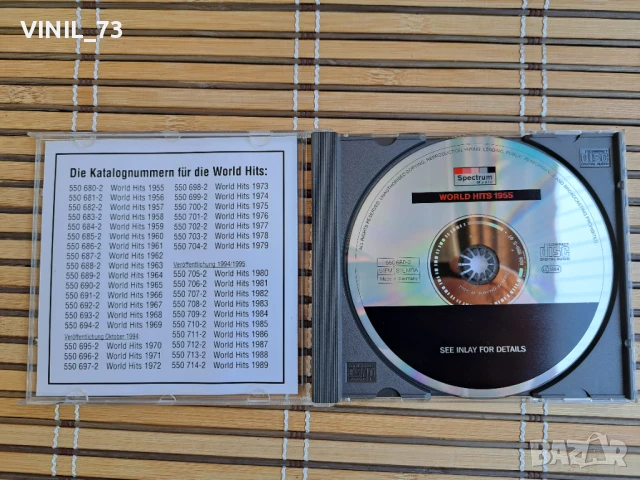 VINIL_73
Die Katalognummern für die World Hits:
550 680-2 World Hits 1955
550 681-2 World Hits 1956
550 682-2 World Hits 1957
550 683-2 World Hits 1958
550 684-2 World Hits 1959
550 685-2 World Hits 1960
550 686-2 World Hits 1961
550 687-2 World Hits 1962
550 688-2 World Hits 1963
550 689-2 World Hits 1964
550 690-2 World Hits 1965
550 691-2 World Hits 1966
550 692-2 World Hits 1967
550 693-2 World Hits 1968
550 694-2 World Hits 1969
Veröffentlichung Oktober 1994
550 695-2 World Hits 1970
550 696-2 World Hits 1971
550 697-2 World Hits 1972
550 698-2 World Hits 1973
550 699-2 World Hits 1974
550 700-2 World Hits 1975
550 701-2 World Hits 1976
550 702-2 World Hits 1977
550 703-2 World Hits 1978
550 704-2 World Hits 1979
Veröffentlichung 1994/1995
550 705-2 World Hits 1980
550 706-2 World Hits 1981
550 707-2 World Hits 1982
550 708-2 World Hits 1983
550 709-2 World Hits 1984
550 710-2 World Hits 1985
550 711-2 World Hits 1986
550 712-2 World Hits 1987
550 713-2 World Hits 1988
550 714-2 World Hits 1989
Spectrum
Music
WORLD HITS 1955
550 680-2
SEE INLAY FOR DETAILS
BAZAR